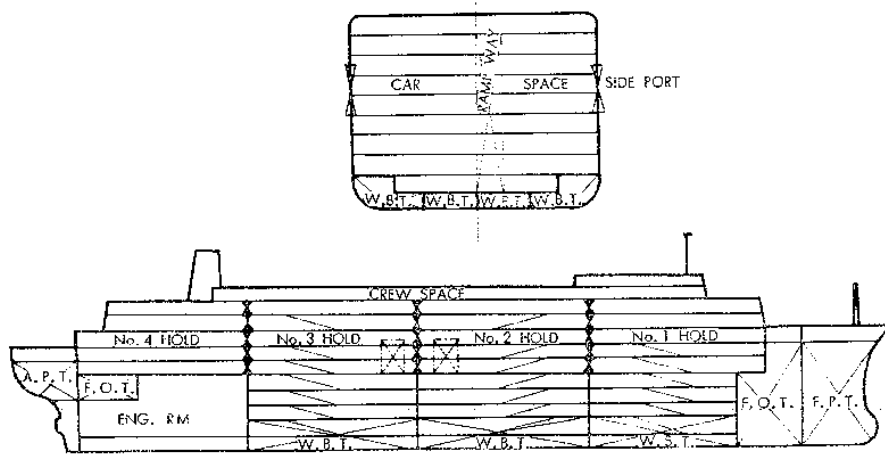 RAMP WAY
CAR SPACE SIDE PORT
W.B.T. W.B.T. W.B.T. W.B.T.
CREW SPACE
No. 4 HOLD No. 3 HOLD No. 2 HOLD No. 1 HOLD
A.P.T.
F.O.T.
F.O.T. F.P.T.
ENG. RM
W.B.T. W.B.T W.S.T.